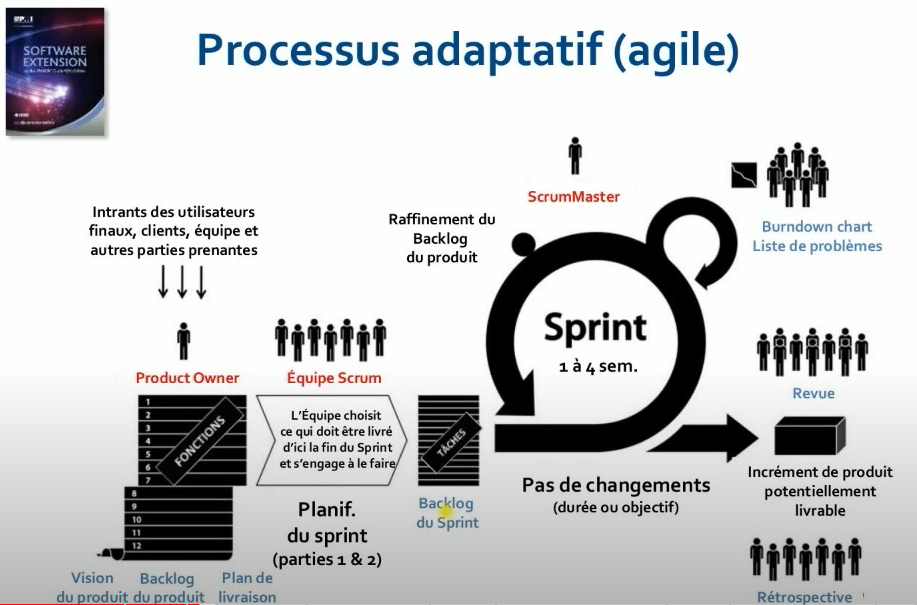 PMI
SOFTWARE
EXTENSION
Processus adaptatif (agile)
ScrumMaster
Intrants des utilisateurs
finaux, clients, équipe et
autres parties prenantes
Raffinement du
Backlog
du produit
Burndown chart
Liste de problèmes
Sprint
1 à 4 sem.
Product Owner
Équipe Scrum
Revue
1
2
3
4
5
6
7
8
9
10
11
12
FONCTIONS
L'Équipe choisit
ce qui doit être livré
d'ici la fin du Sprint
et s'engage à le faire
TÂCHES
Planif.
du sprint
(parties 1 & 2)
Backlog
du Sprint
Pas de changements
(durée ou objectif)
Incrément de produit
potentiellement
livrable
Vision
du produit
Backlog
du produit
Plan de
livraison
Rétrospective